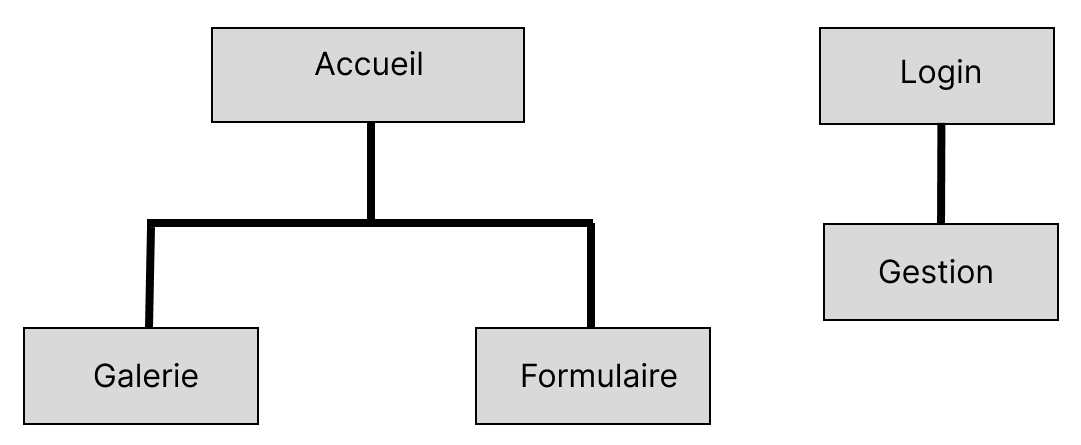 Accueil
Login
Gestion
Galerie
Formulaire